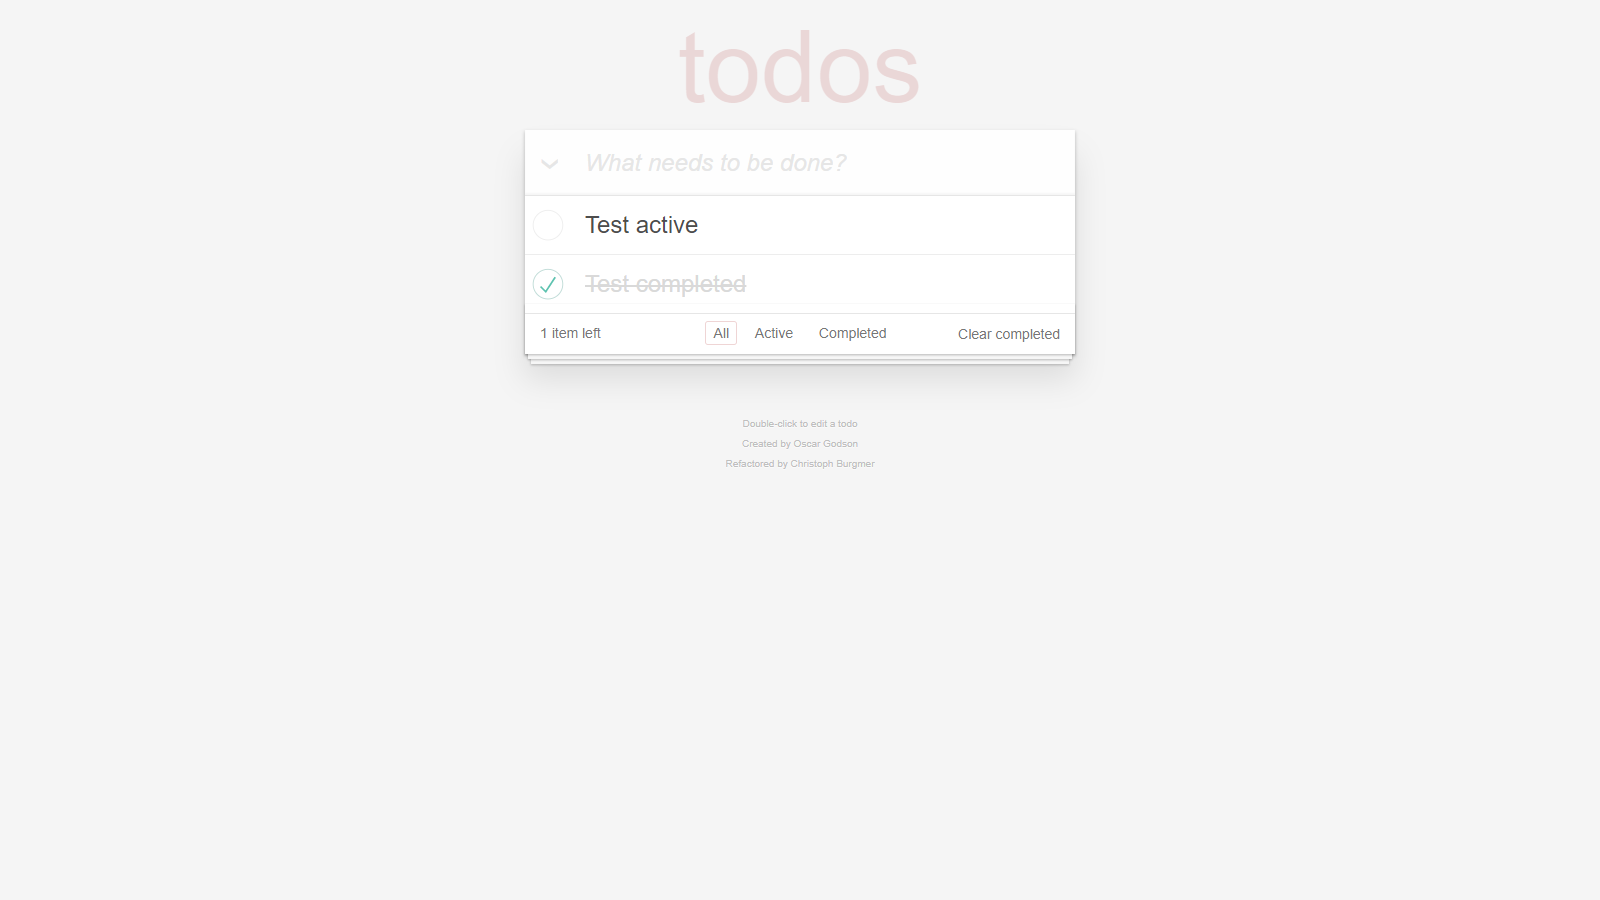 todos
What needs to be done?
Test active
Test completed
1 item left All Active Completed Clear completed
Double-click to edit a todo
Created by Oscar Godson
Refactored by Christoph Burgmer